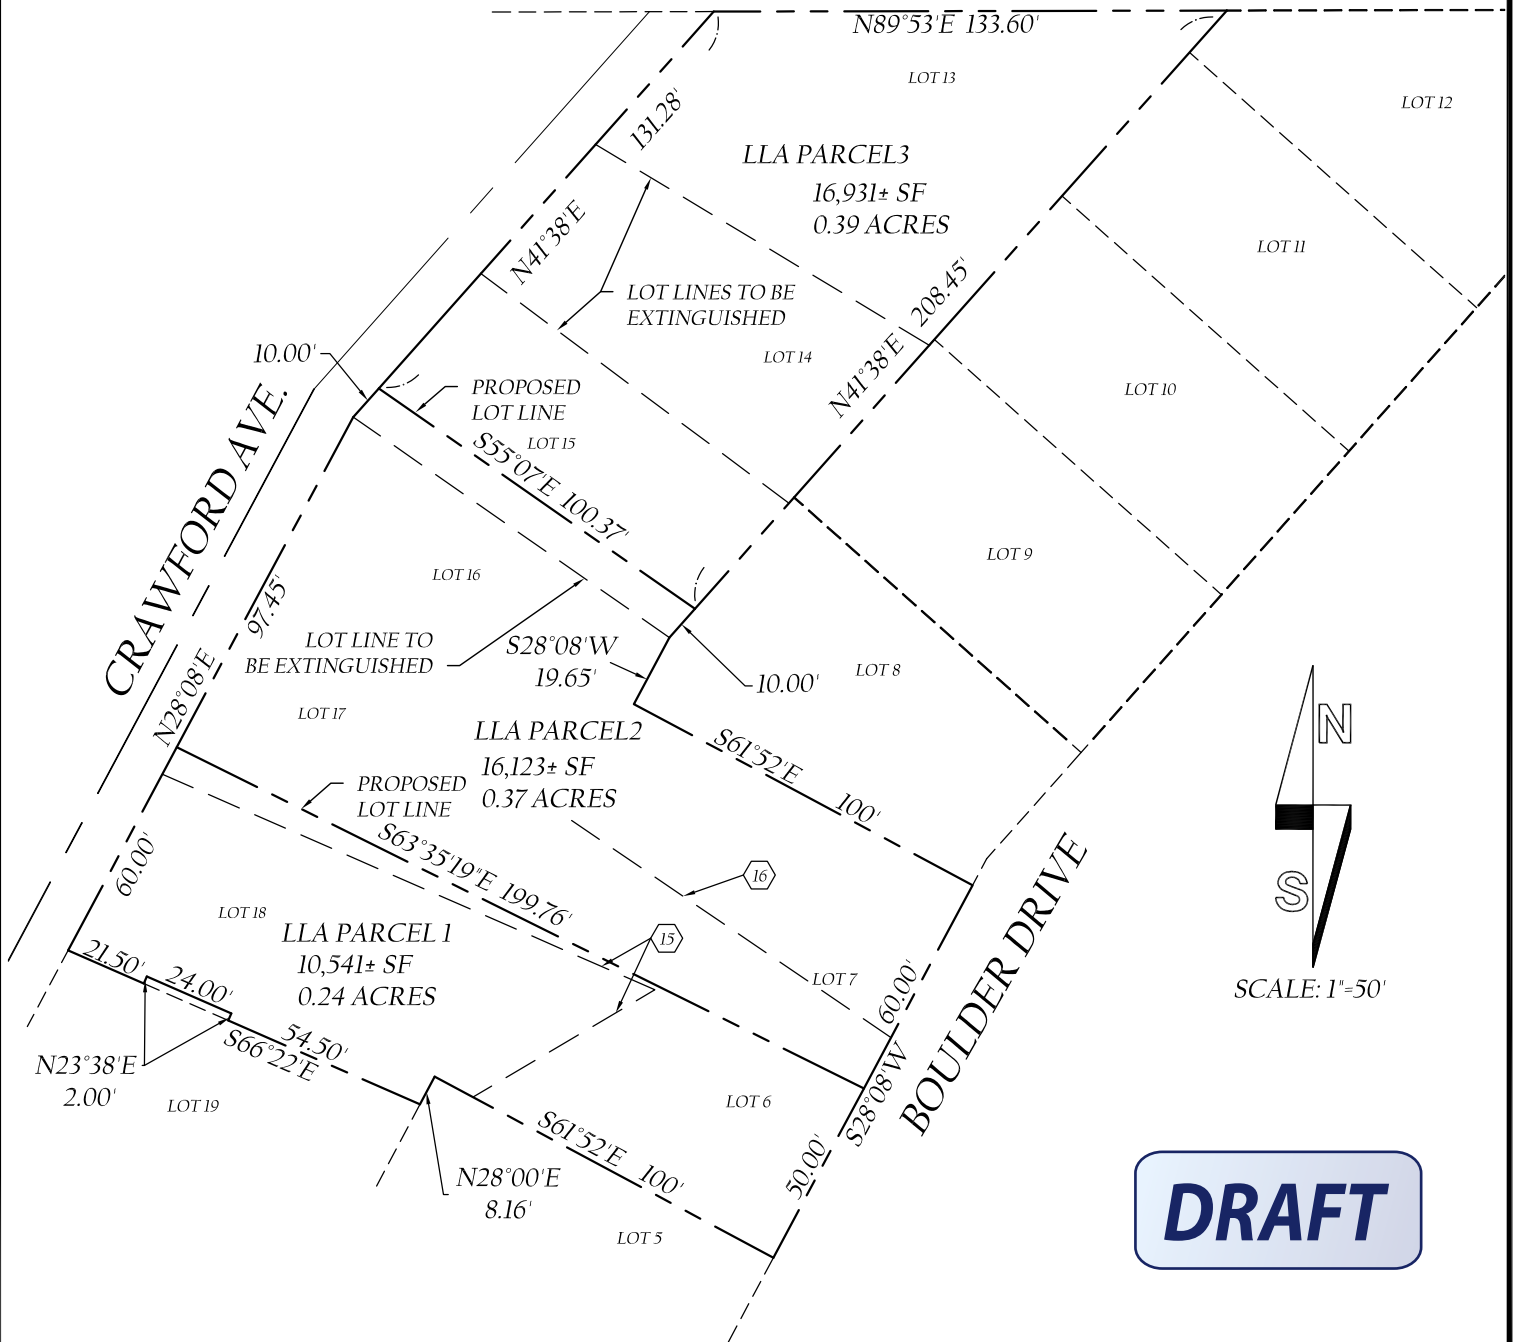 N89°53'E 133.60'
LOT 13
LOT 12
131.28'
LLA PARCEL3
16,931± SF
0.39 ACRES
N41°38'E
LOT 11
LOT LINES TO BE
EXTINGUISHED
208.45'
N41°38'E
LOT 14
10.00'
PROPOSED
LOT LINE
LOT 10
CRAWFORD AVE.
S55°07'E 100.37'
LOT 15
LOT 9
LOT 16
97.45'
N28°08'E
LOT LINE TO
BE EXTINGUISHED
S28°08'W
19.65'
LOT 8
10.00'
LOT 17
LLA PARCEL2
16,123± SF
0.37 ACRES
S61°52'E
100'
N
S
PROPOSED
LOT LINE
S63°35'19"E 199.76'
60.00'
16
BOULDER DRIVE
LOT 18
LLA PARCEL 1
10,541± SF
0.24 ACRES
15
21.50'
24.00'
54.50'
S66°22'E
LOT 7
60.00'
S28°08'W
SCALE: 1"=50'
N23°38'E
2.00'
LOT 19
LOT 6
S61°52'E
100'
50.00'
N28°00'E
8.16'
LOT 5
DRAFT